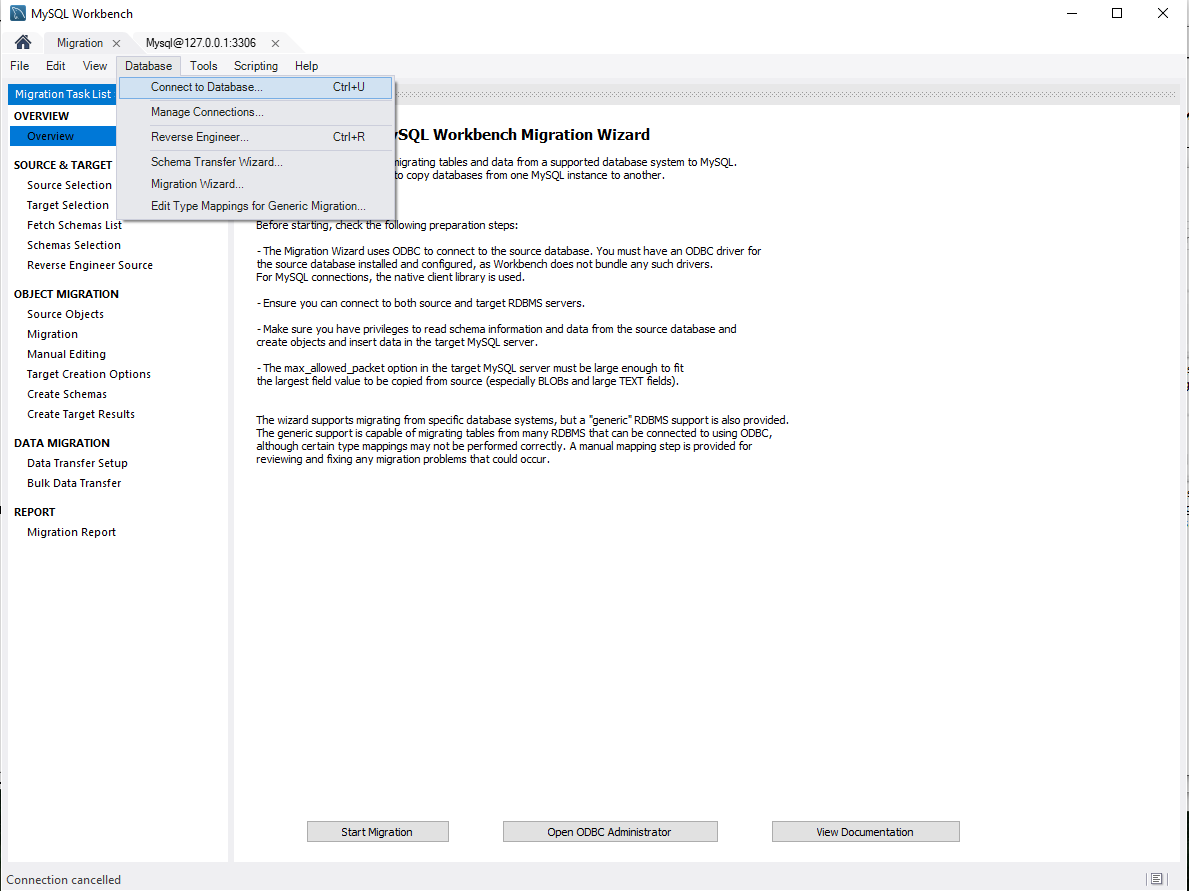 MySQL Workbench
Migration
Mysql@127.0.0.1:3306
File Edit View Database Tools Scripting Help
Connect to Database... Ctrl+U
Manage Connections...
Reverse Engineer... Ctrl+R
Schema Transfer Wizard...
Migration Wizard...
Edit Type Mappings for Generic Migration...
Migration Task List
OVERVIEW
Overview
SOURCE & TARGET
Source Selection
Target Selection
Fetch Schemas List
Schemas Selection
Reverse Engineer Source
OBJECT MIGRATION
Source Objects
Migration
Manual Editing
Target Creation Options
Create Schemas
Create Target Results
DATA MIGRATION
Data Transfer Setup
Bulk Data Transfer
REPORT
Migration Report
ySQL Workbench Migration Wizard
migrating tables and data from a supported database system to MySQL.
to copy databases from one MySQL instance to another.
Before starting, check the following preparation steps:
- The Migration Wizard uses ODBC to connect to the source database. You must have an ODBC driver for
the source database installed and configured, as Workbench does not bundle any such drivers.
For MySQL connections, the native client library is used.
- Ensure you can connect to both source and target RDBMS servers.
- Make sure you have privileges to read schema information and data from the source database and
create objects and insert data in the target MySQL server.
- The max_allowed_packet option in the target MySQL server must be large enough to fit
the largest field value to be copied from source (especially BLOBs and large TEXT fields).
The wizard supports migrating from specific database systems, but a "generic" RDBMS support is also provided.
The generic support is capable of migrating tables from many RDBMS that can be connected to using ODBC,
although certain type mappings may not be performed correctly. A manual mapping step is provided for
reviewing and fixing any migration problems that could occur.
Start Migration
Open ODBC Administrator
View Documentation
Connection cancelled